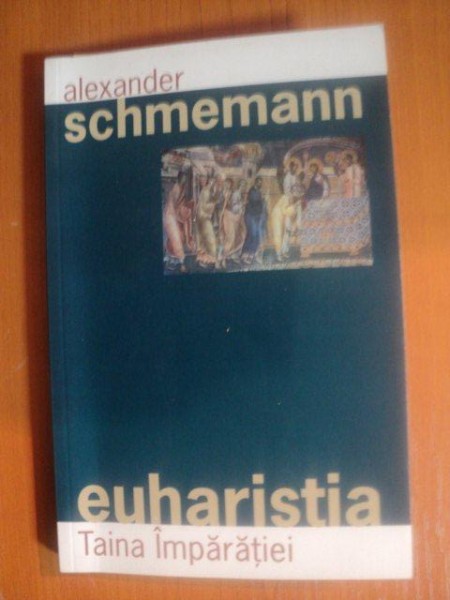 alexander
schmemann
euharistia
Taina Împărăției